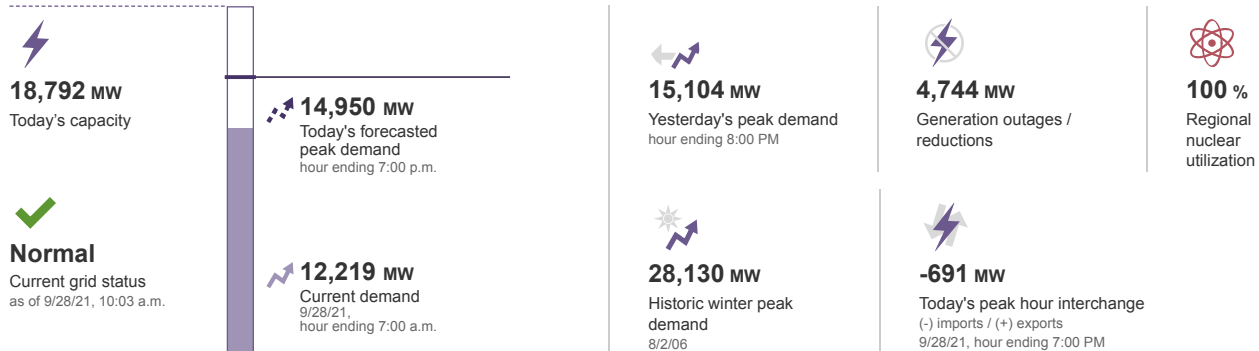 18,792 MW
Today's capacity
Normal
Current grid status
as of 9/28/21, 10:03 a.m.
14,950 MW
Today's forecasted
peak demand
hour ending 7:00 p.m.
12,219 MW
Current demand
9/28/21,
hour ending 7:00 a.m.
15,104 MW
Yesterday's peak demand
hour ending 8:00 PM
4,744 MW
Generation outages /
reductions
100 %
Regional
nuclear
utilization
28,130 MW
Historic winter peak
demand
8/2/06
-691 MW
Today's peak hour interchange
(-) imports / (+) exports
9/28/21, hour ending 7:00 PM